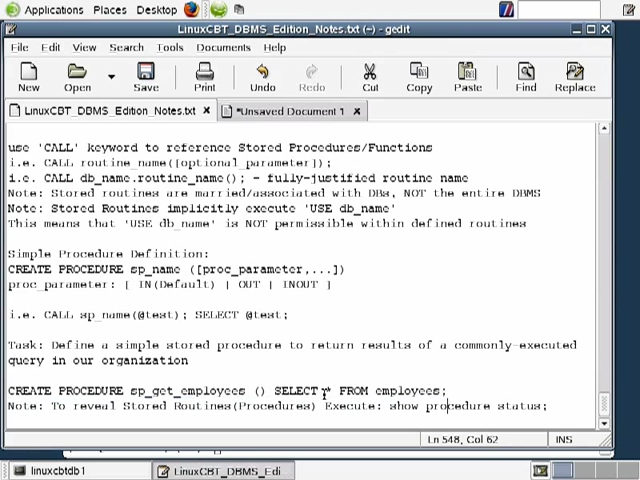 Applications Places Desktop
LinuxCBT_DBMS_Edition_Notes.txt (~) - gedit
File Edit View Search Tools Documents Help
New Open Save Print Undo Redo Cut Copy Paste Find Replace
LinuxCBT_DBMS_Edition_Notes.txt *Unsaved Document 1
use 'CALL' keyword to reference Stored Procedures/Functions
i.e. CALL routine_name([optional_parameter]);
i.e. CALL db_name.routine_name(); - fully-justified routine name
Note: Stored routines are married/associated with DBs, NOT the entire DBMS
Note: Stored Routines implicitly execute 'USE db_name'
This means that 'USE db_name' is NOT permissible within defined routines
Simple Procedure Definition:
CREATE PROCEDURE sp_name ([proc_parameter,...])
proc_parameter: [ IN(Default) | OUT | INOUT ]
i.e. CALL sp_name(@test); SELECT @test;
Task: Define a simple stored procedure to return results of a commonly-executed
query in our organization
CREATE PROCEDURE sp_get_employees () SELECT * FROM employees;
Note: To reveal Stored Routines(Procedures) Execute: show procedure status;
Ln 548, Col 62 INS
linuxcbtdb1 LinuxCBT_DBMS_Edi